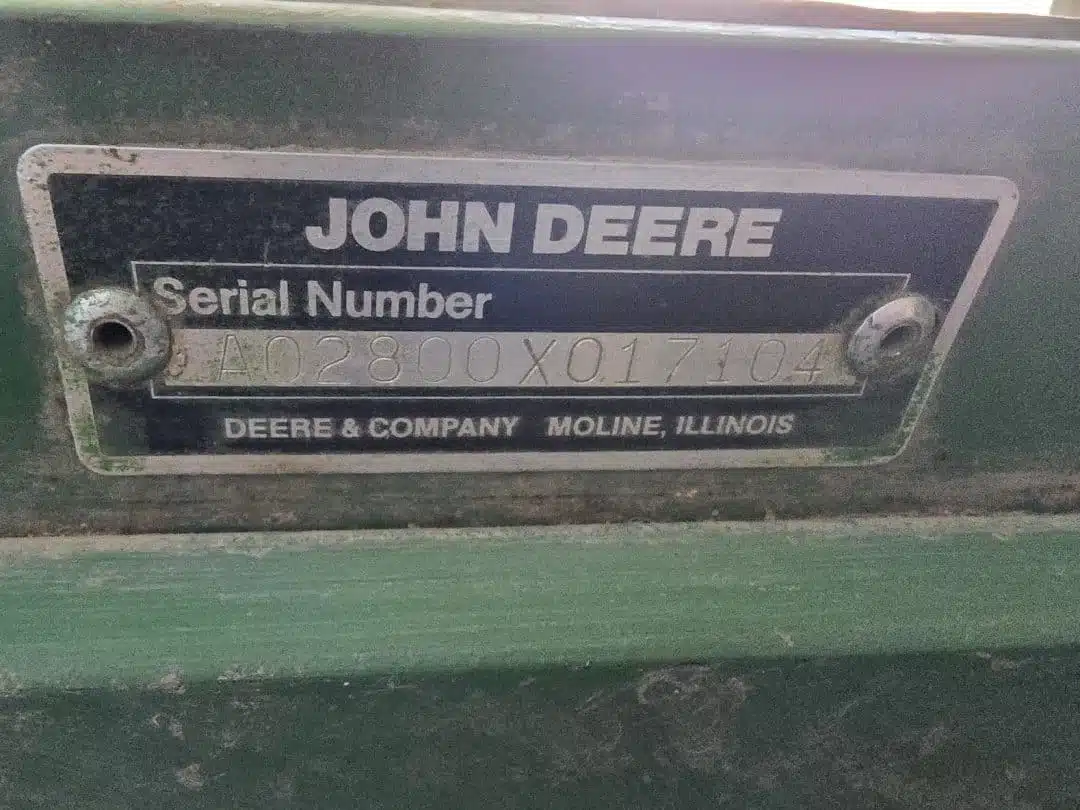 JOHN DEERE
Serial Number
A02800X017104
DEERE & COMPANY MOLINE, ILLINOIS